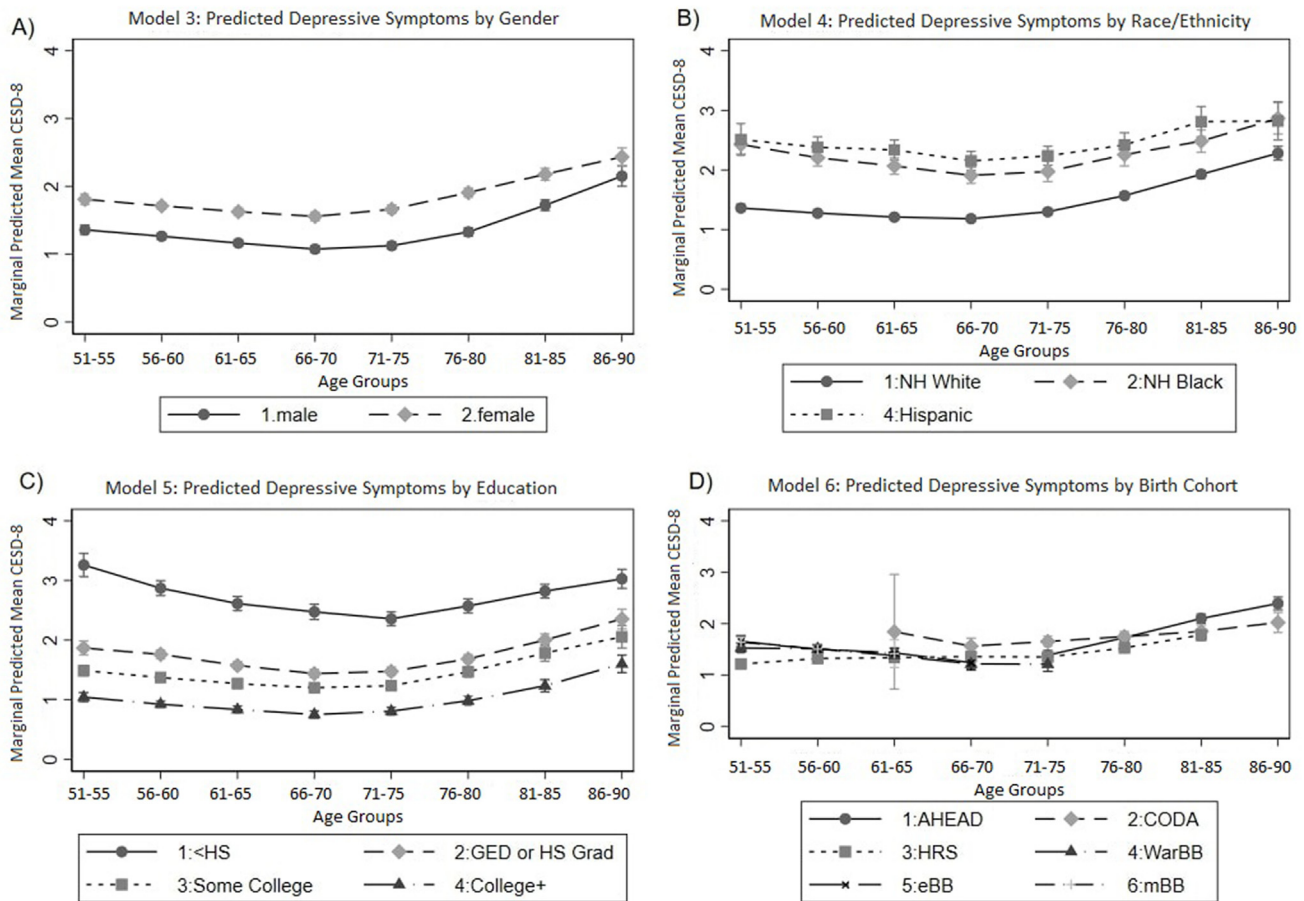 A)
Model 3: Predicted Depressive Symptoms by Gender
Marginal Predicted Mean CESD-8
4
3
2
1
0
51-55 56-60 61-65 66-70 71-75 76-80 81-85 86-90
Age Groups
1.male 2.female
B)
Model 4: Predicted Depressive Symptoms by Race/Ethnicity
Marginal Predicted Mean CESD-8
4
3
2
1
0
51-55 56-60 61-65 66-70 71-75 76-80 81-85 86-90
Age Groups
1:NH White 2:NH Black
4:Hispanic
C)
Model 5: Predicted Depressive Symptoms by Education
Marginal Predicted Mean CESD-8
4
3
2
1
0
51-55 56-60 61-65 66-70 71-75 76-80 81-85 86-90
Age Groups
1:<HS 2:GED or HS Grad
3:Some College 4:College+
D)
Model 6: Predicted Depressive Symptoms by Birth Cohort
Marginal Predicted Mean CESD-8
4
3
2
1
0
51-55 56-60 61-65 66-70 71-75 76-80 81-85 86-90
Age Groups
1:AHEAD 2:CODA
3:HRS 4:WarBB
5:eBB 6:mBB